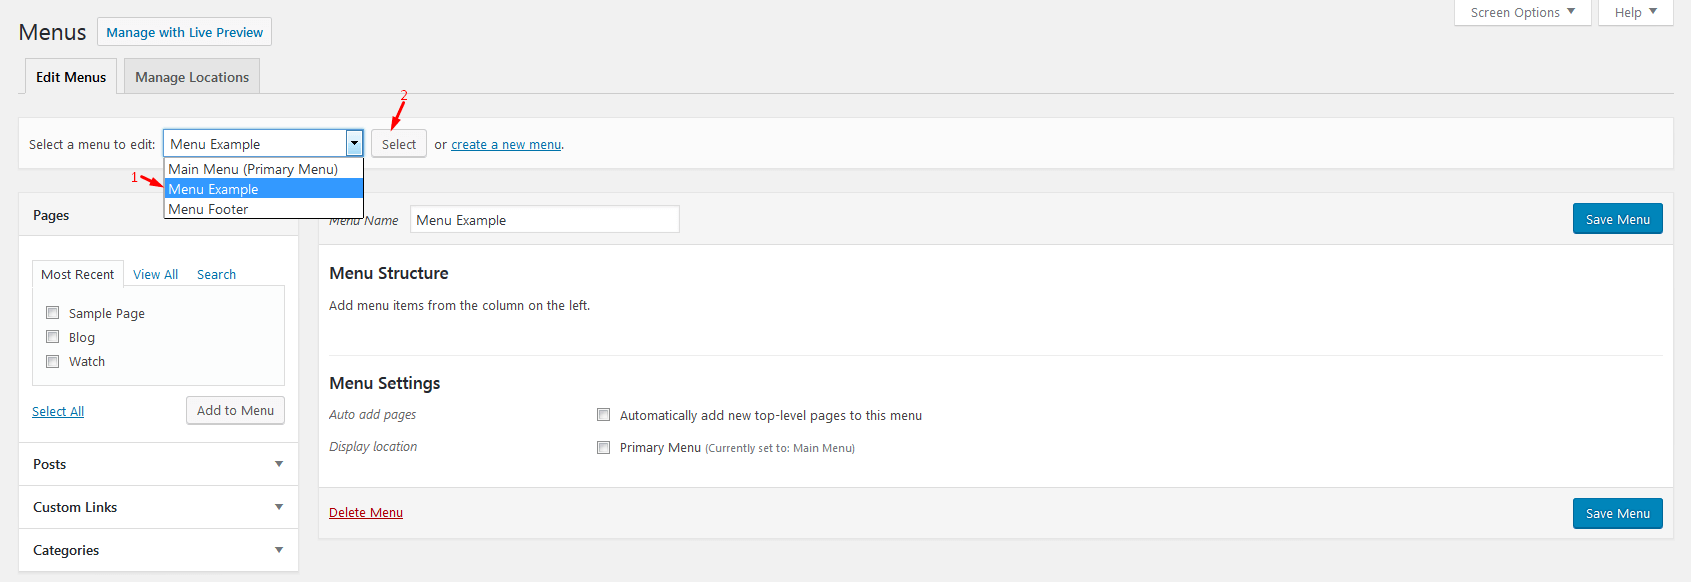 Screen Options
Help
Menus
Manage with Live Preview
Edit Menus
Manage Locations
2
Select a menu to edit:
Menu Example
Select
or create a new menu.
Main Menu (Primary Menu)
1
Menu Example
Menu Footer
Pages
Menu Name
Menu Example
Save Menu
Most Recent
View All
Search
Sample Page
Blog
Watch
Select All
Add to Menu
Posts
Custom Links
Categories
Menu Structure
Add menu items from the column on the left.
Menu Settings
Auto add pages
Automatically add new top-level pages to this menu
Display location
Primary Menu (Currently set to: Main Menu)
Delete Menu
Save Menu